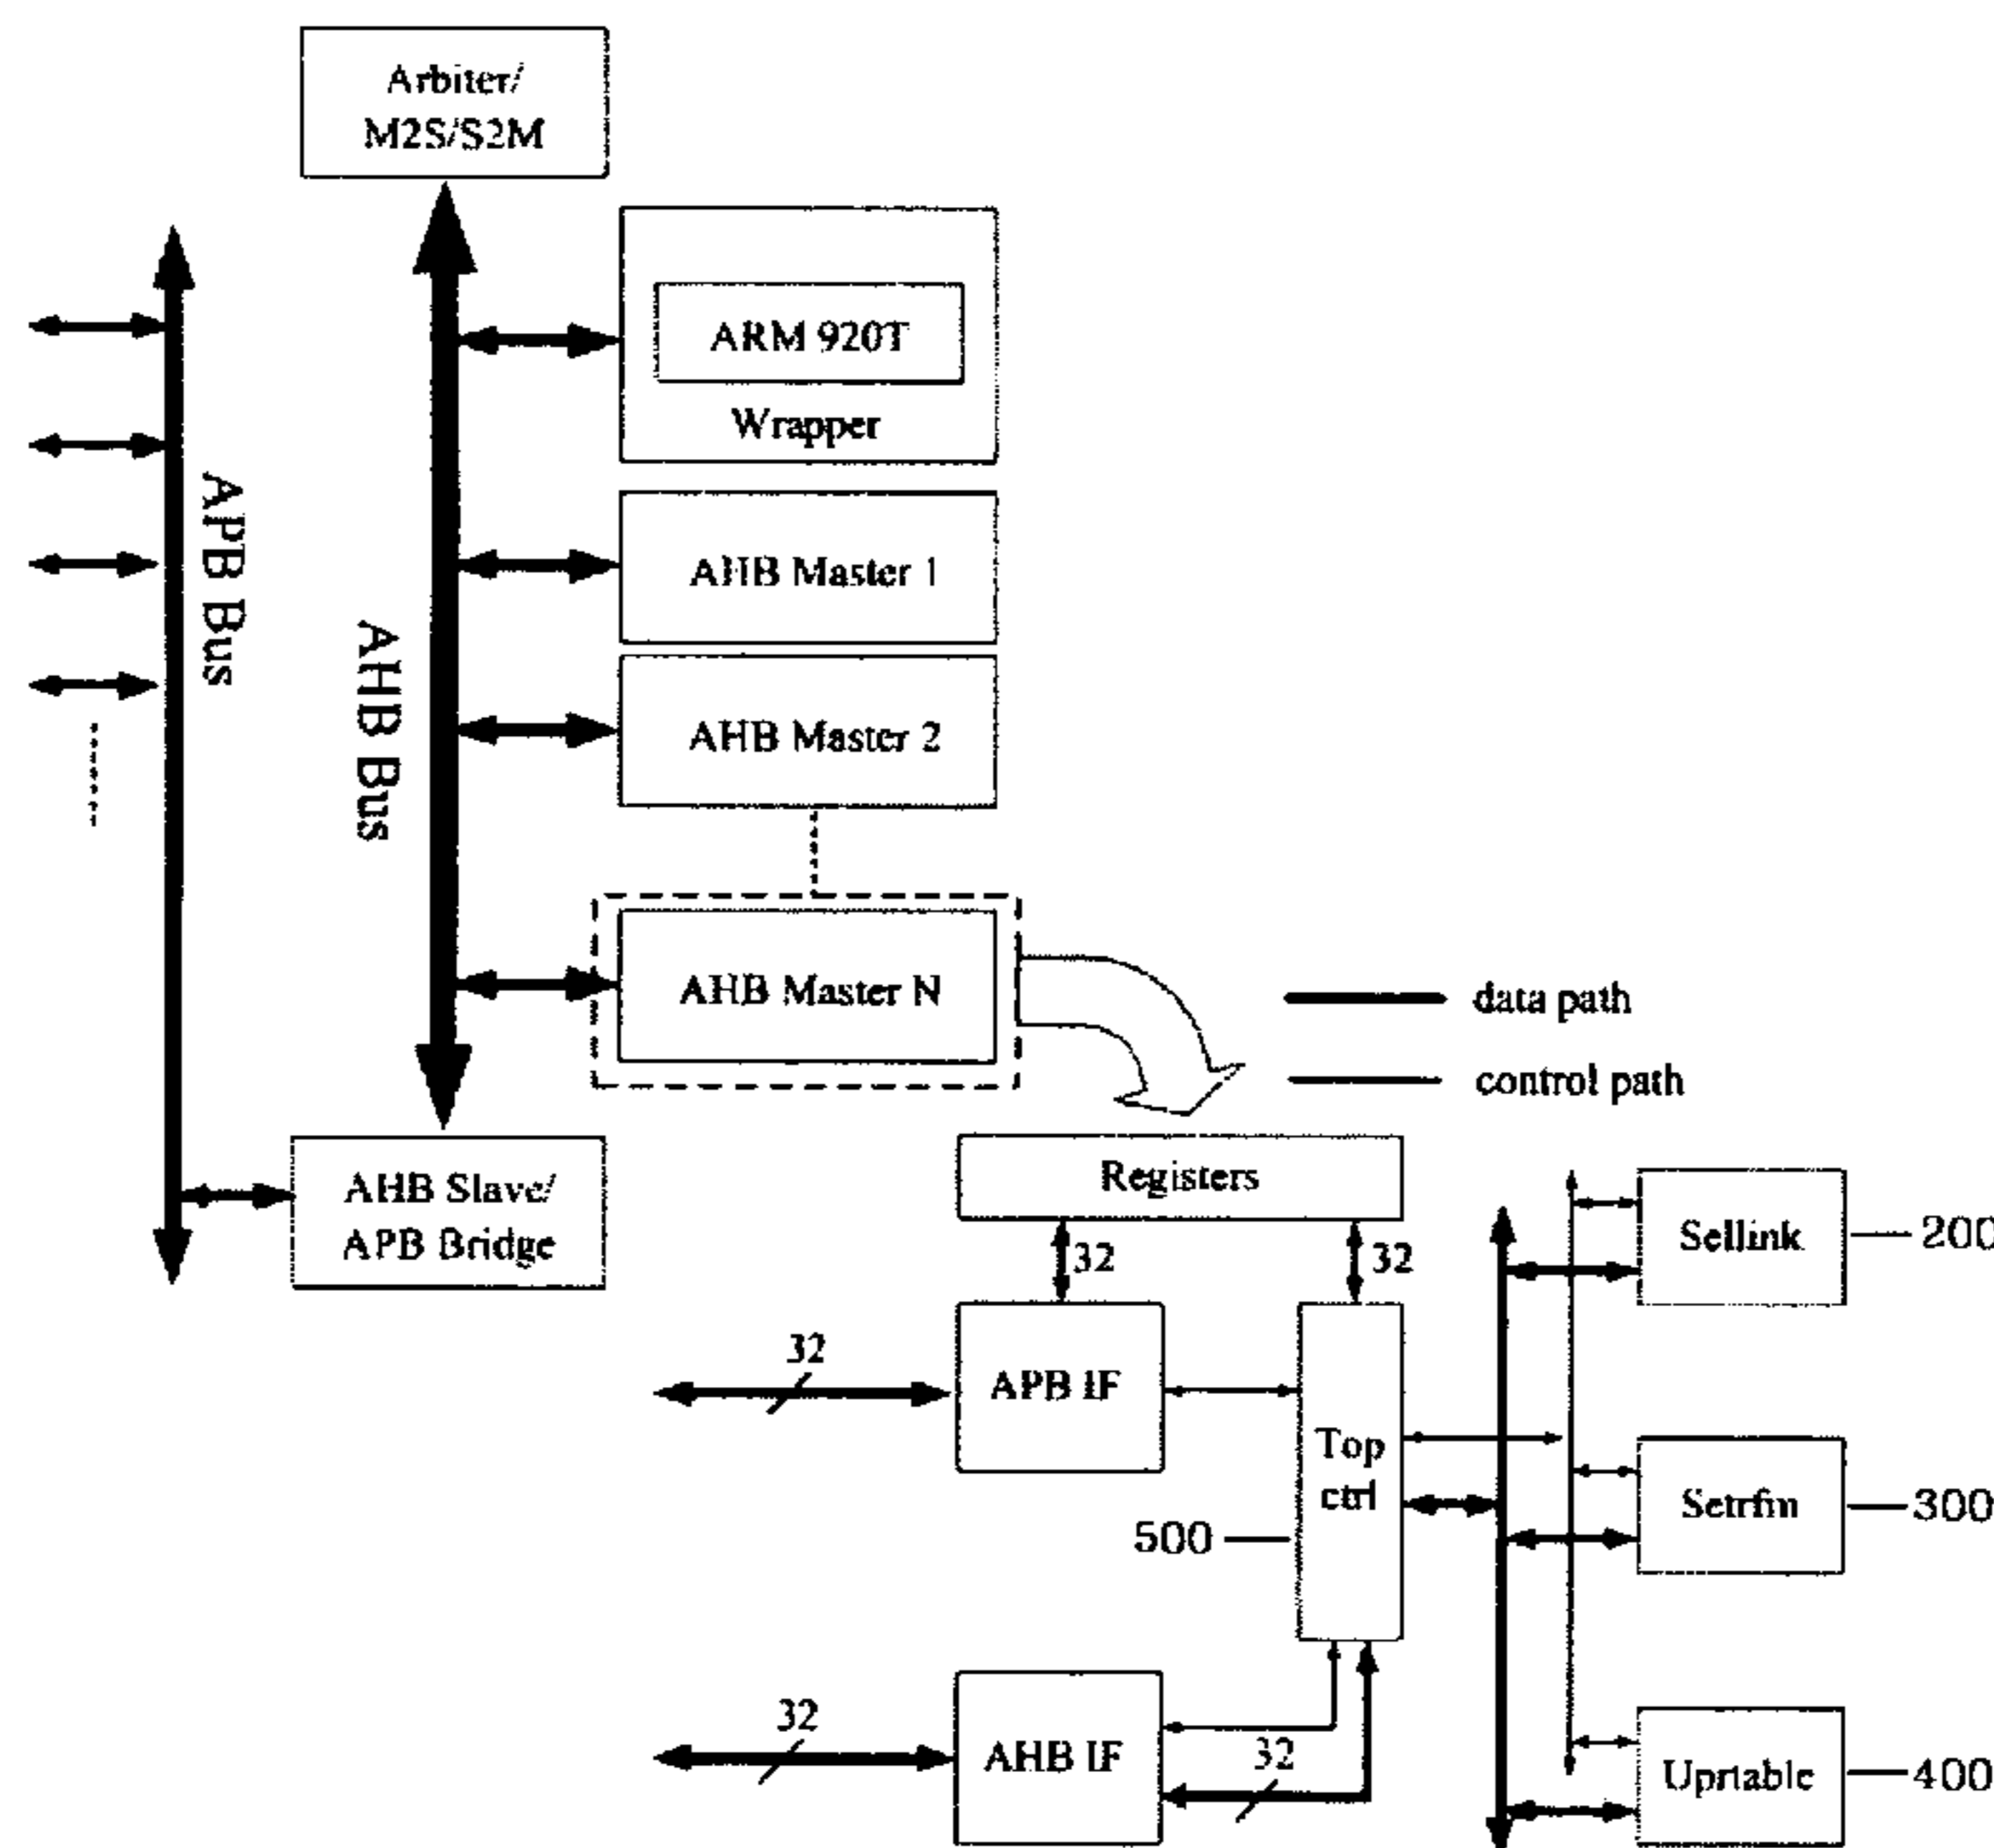 Arbiter/
M2S/S2M
ARM 920T
Wrapper
APB Bus
AHB Bus
AHB Master 1
AHB Master 2
AHB Master N
data path
control path
AHB Slave/
APB Bridge
Registers
32
32
Sellink
200
32
APB IF
Top
ctrl
500
Setrfm
300
32
AHB IF
32
Uprtable
400